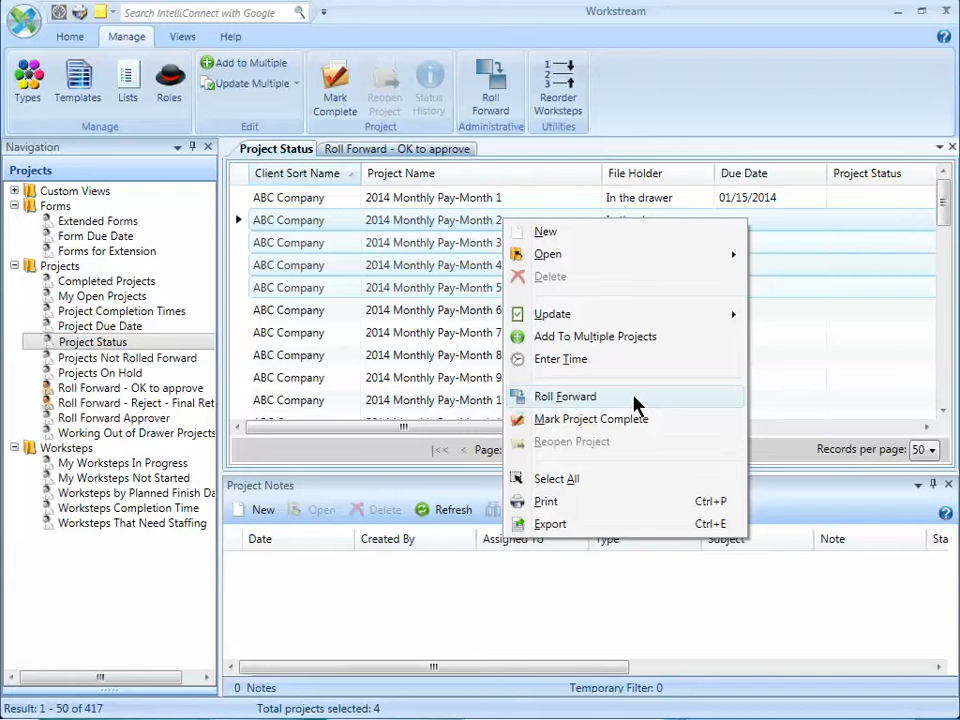 Search IntelliConnect with Google
Workstream
Home
Manage
Views
Help
Types
Templates
Lists
Roles
Manage
Add to Multiple
Update Multiple
Edit
Mark Complete
Reopen Project
Status History
Project
Roll Forward
Administrative
Reorder Worksteps
Utilities
Navigation
Projects
Custom Views
Forms
Extended Forms
Form Due Date
Forms for Extension
Projects
Completed Projects
My Open Projects
Project Completion Times
Project Due Date
Project Status
Projects Not Rolled Forward
Projects On Hold
Roll Forward - OK to approve
Roll Forward - Reject - Final Ret
Roll Forward Approver
Working Out of Drawer Projects
Worksteps
My Worksteps In Progress
My Worksteps Not Started
Worksteps by Planned Finish Da
Worksteps Completion Time
Worksteps That Need Staffing
Project Status
Roll Forward - OK to approve
Client Sort Name
Project Name
File Holder
Due Date
Project Status
ABC Company 2014 Monthly Pay-Month 1 In the drawer 01/15/2014
ABC Company 2014 Monthly Pay-Month 2
ABC Company 2014 Monthly Pay-Month 3
ABC Company 2014 Monthly Pay-Month 4
ABC Company 2014 Monthly Pay-Month 5
ABC Company 2014 Monthly Pay-Month 6
ABC Company 2014 Monthly Pay-Month 7
ABC Company 2014 Monthly Pay-Month 8
ABC Company 2014 Monthly Pay-Month 9
ABC Company 2014 Monthly Pay-Month 1
|<< < Page:
Records per page: 50
New
Open
Delete
Update
Add To Multiple Projects
Enter Time
Roll Forward
Mark Project Complete
Reopen Project
Select All
Print Ctrl+P
Export Ctrl+E
Project Notes
New
Open
Delete
Refresh
Date
Created By
Assigned To
Type
Subject
Note
Sta
0 Notes
Temporary Filter: 0
Result: 1 - 50 of 417
Total projects selected: 4